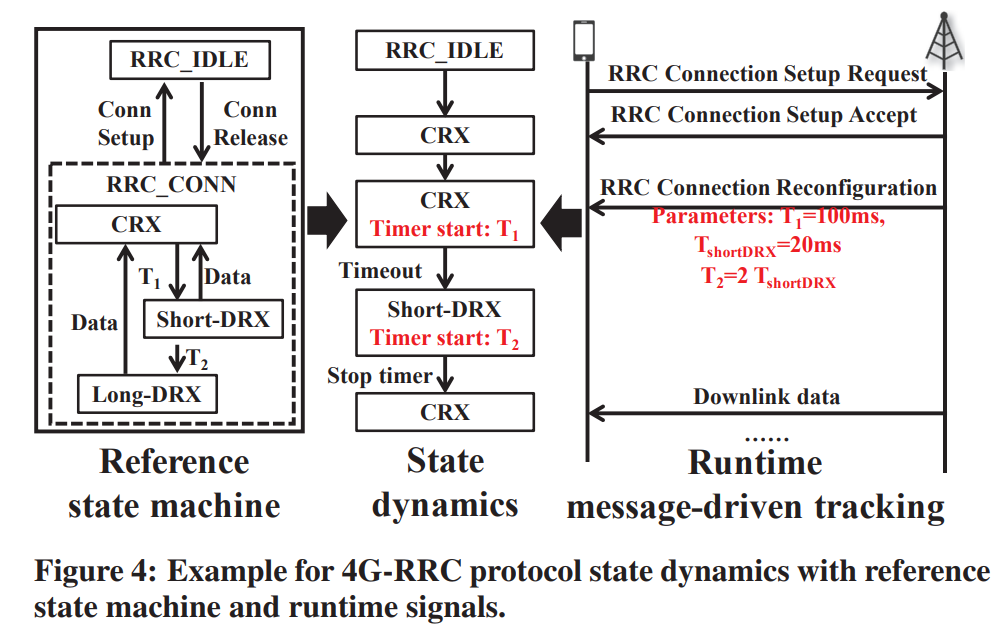 RRC_IDLE
Conn
Setup
Conn
Release
RRC_CONN
CRX
T1
Data
Data
Short-DRX
T2
Long-DRX
Reference
state machine
RRC_IDLE
CRX
CRX
Timer start: T1
Timeout
Short-DRX
Timer start: T2
Stop timer
CRX
State
dynamics
RRC Connection Setup Request
RRC Connection Setup Accept
RRC Connection Reconfiguration
Parameters: T1=100ms,
TshortDRX=20ms
T2=2 TshortDRX
Downlink data
......
Runtime
message-driven tracking
Figure 4: Example for 4G-RRC protocol state dynamics with reference
state machine and runtime signals.